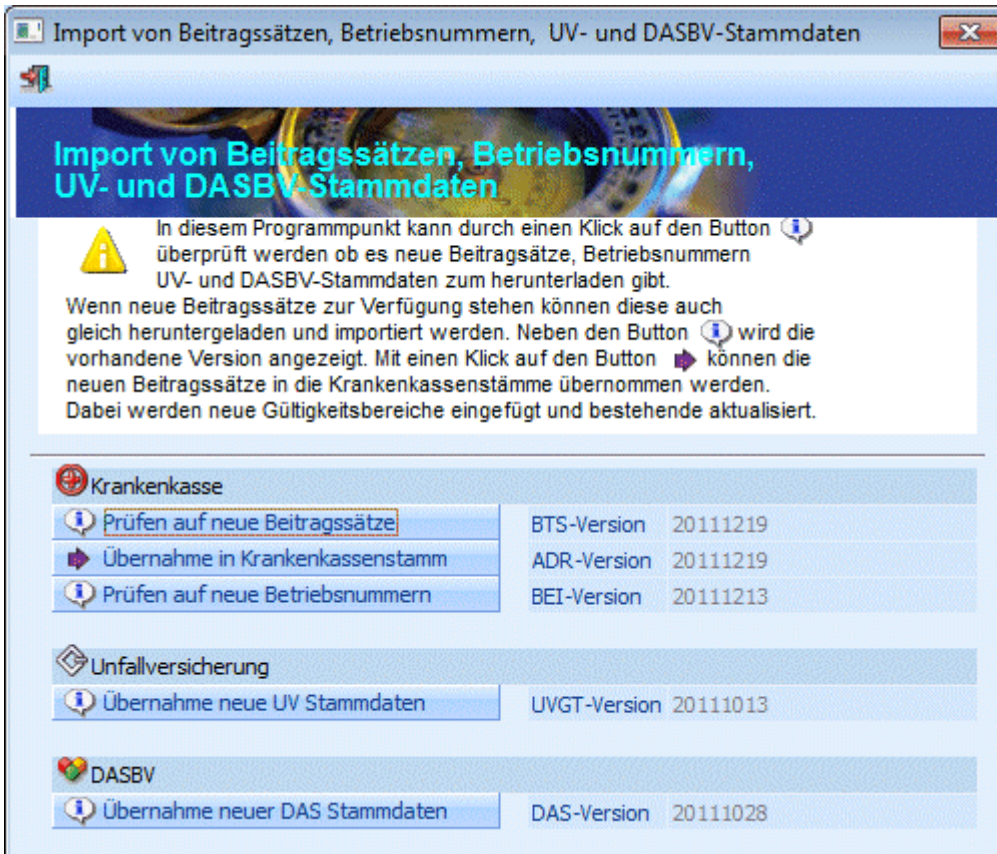 Import von Beitragssätzen, Betriebsnummern, UV- und DASBV-Stammdaten
Import von Beitragssätzen, Betriebsnummern,
UV- und DASBV-Stammdaten
In diesem Programmpunkt kann durch einen Klick auf den Button
überprüft werden ob es neue Beitragsätze, Betriebsnummern
UV- und DASBV-Stammdaten zum herunterladen gibt.
Wenn neue Beitragssätze zur Verfügung stehen können diese auch
gleich heruntergeladen und importiert werden. Neben den Button wird die
vorhandene Version angezeigt. Mit einen Klick auf den Button können die
neuen Beitragssätze in die Krankenkassenstämme übernommen werden.
Dabei werden neue Gültigkeitsbereiche eingefügt und bestehende aktualisiert.
Krankenkasse
Prüfen auf neue Beitragssätze BTS-Version 20111219
Übernahme in Krankenkassenstamm ADR-Version 20111219
Prüfen auf neue Betriebsnummern BEI-Version 20111213
Unfallversicherung
Übernahme neue UV Stammdaten UVGT-Version 20111013
DASBV
Übernahme neuer DAS Stammdaten DAS-Version 20111028